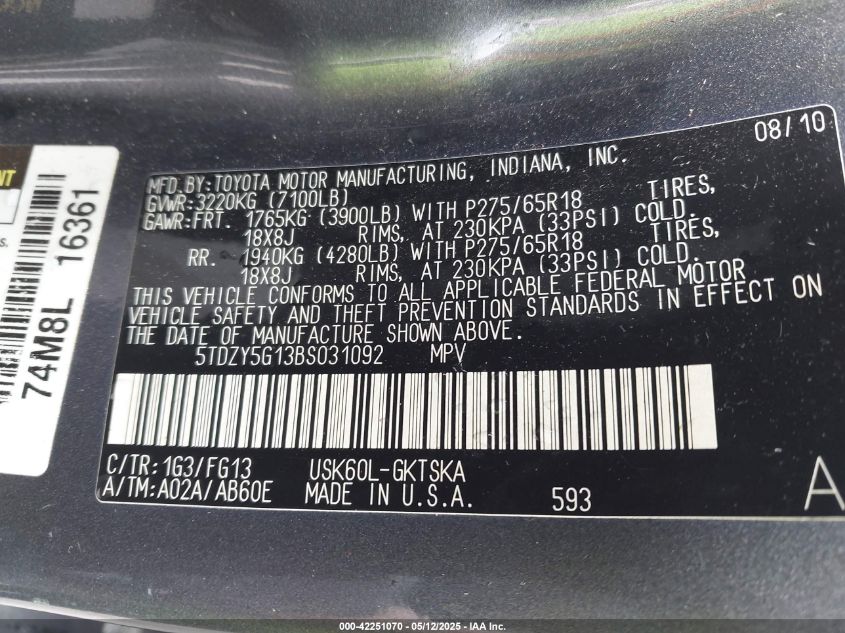 08/10
MFD.BY:TOYOTA MOTOR MANUFACTURING, INDIANA, INC.
GVWR:3220KG (7100LB)
GAWR:FRT. 1765KG (3900LB) WITH P275/65R18 TIRES,
18X8J RIMS, AT 230KPA (33PSI) COLD.
RR. 1940KG (4280LB) WITH P275/65R18 TIRES,
18X8J RIMS, AT 230KPA (33PSI) COLD.
THIS VEHICLE CONFORMS TO ALL APPLICABLE FEDERAL MOTOR
VEHICLE SAFETY AND THEFT PREVENTION STANDARDS IN EFFECT ON
THE DATE OF MANUFACTURE SHOWN ABOVE.
5TDZY5G13BS031092 MPV
C/TR:1G3/FG13 USK60L-GKTSKA
A/TM:A02A/AB60E MADE IN U.S.A. 593
A
74M8L 16361
000-42251070 - 05/12/2025 - IAA Inc.